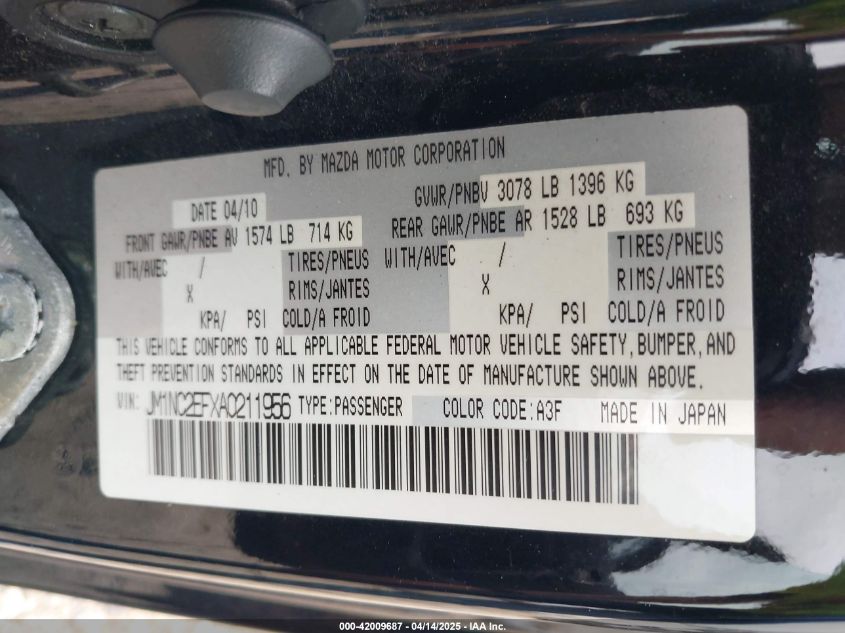 MFD. BY MAZDA MOTOR CORPORATION
DATE 04/10 GVWR/PNBV 3078 LB 1396 KG
FRONT GAWR/PNBE AV 1574 LB 714 KG REAR GAWR/PNBE AR 1528 LB 693 KG
WITH/AVEC / TIRES/PNEUS WITH/AVEC / TIRES/PNEUS
X RIMS/JANTES X RIMS/JANTES
KPA/ PSI COLD/A FROID KPA/ PSI COLD/A FROID
THIS VEHICLE CONFORMS TO ALL APPLICABLE FEDERAL MOTOR VEHICLE SAFETY, BUMPER, AND
THEFT PREVENTION STANDARDS IN EFFECT ON THE DATE OF MANUFACTURE SHOWN ABOVE.
VIN: JM1NC2EFXA0211956 TYPE:PASSENGER COLOR CODE:A3F MADE IN JAPAN
000-42009687 - 04/14/2025 - IAA Inc.